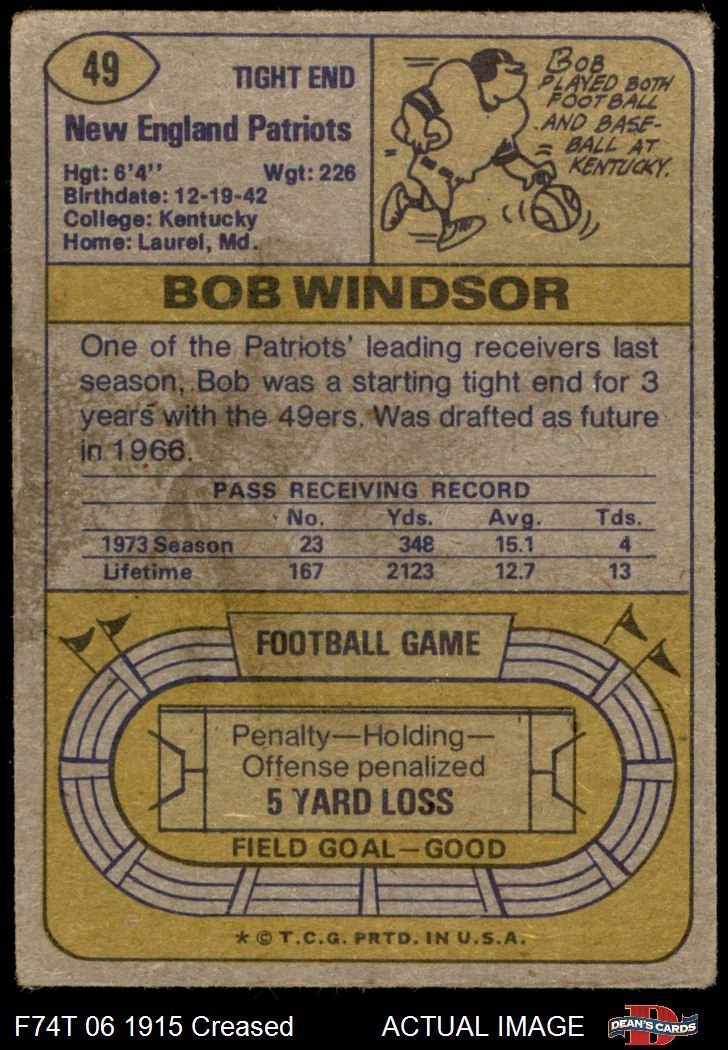 49
TIGHT END
New England Patriots
Hgt: 6'4'' Wgt: 226
Birthdate: 12-19-42
College: Kentucky
Home: Laurel, Md.
BOB
PLAYED BOTH
FOOTBALL
AND BASE-
BALL AT
KENTUCKY.
BOB WINDSOR
One of the Patriots' leading receivers last
season, Bob was a starting tight end for 3
years with the 49ers. Was drafted as future
in 1966.
PASS RECEIVING RECORD
No. Yds. Avg. Tds.
1973 Season 23 348 15.1 4
Lifetime 167 2123 12.7 13
FOOTBALL GAME
Penalty—Holding—
Offense penalized
5 YARD LOSS
FIELD GOAL—GOOD
* © T.C.G. PRTD. IN U.S.A.
F74T 06 1915 Creased ACTUAL IMAGE
DEAN'S CARDS